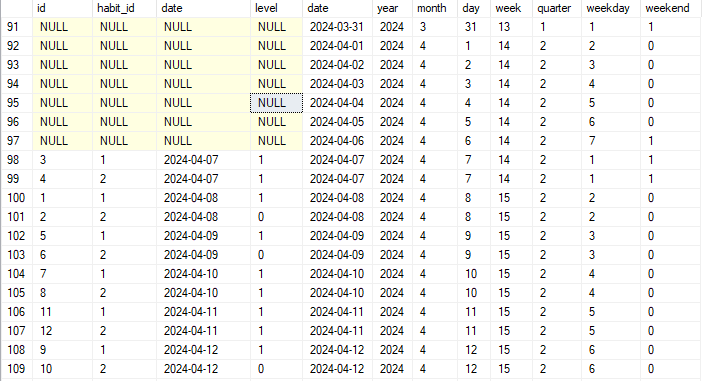 id habit_id date level date year month day week quarter weekday weekend
91 NULL NULL NULL NULL 2024-03-31 2024 3 31 13 1 1 1
92 NULL NULL NULL NULL 2024-04-01 2024 4 1 14 2 2 0
93 NULL NULL NULL NULL 2024-04-02 2024 4 2 14 2 3 0
94 NULL NULL NULL NULL 2024-04-03 2024 4 3 14 2 4 0
95 NULL NULL NULL NULL 2024-04-04 2024 4 4 14 2 5 0
96 NULL NULL NULL NULL 2024-04-05 2024 4 5 14 2 6 0
97 NULL NULL NULL NULL 2024-04-06 2024 4 6 14 2 7 1
98 3 1 2024-04-07 1 2024-04-07 2024 4 7 14 2 1 1
99 4 2 2024-04-07 1 2024-04-07 2024 4 7 14 2 1 1
100 1 1 2024-04-08 1 2024-04-08 2024 4 8 15 2 2 0
101 2 2 2024-04-08 0 2024-04-08 2024 4 8 15 2 2 0
102 5 1 2024-04-09 1 2024-04-09 2024 4 9 15 2 3 0
103 6 2 2024-04-09 0 2024-04-09 2024 4 9 15 2 3 0
104 7 1 2024-04-10 1 2024-04-10 2024 4 10 15 2 4 0
105 8 2 2024-04-10 1 2024-04-10 2024 4 10 15 2 4 0
106 11 1 2024-04-11 1 2024-04-11 2024 4 11 15 2 5 0
107 12 2 2024-04-11 1 2024-04-11 2024 4 11 15 2 5 0
108 9 1 2024-04-12 1 2024-04-12 2024 4 12 15 2 6 0
109 10 2 2024-04-12 0 2024-04-12 2024 4 12 15 2 6 0